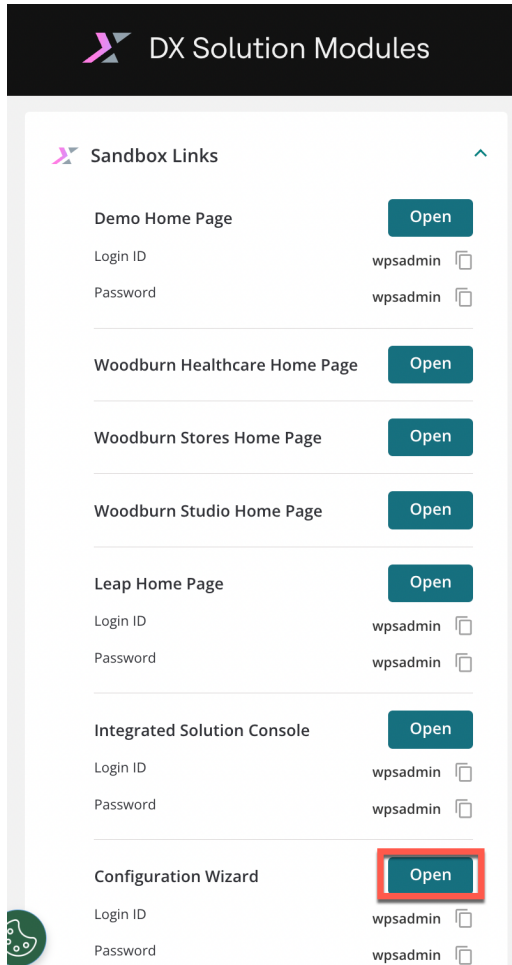 DX Solution Modules
Sandbox Links
Demo Home Page Open
Login ID wpsadmin
Password wpsadmin
Woodburn Healthcare Home Page Open
Woodburn Stores Home Page Open
Woodburn Studio Home Page Open
Leap Home Page Open
Login ID wpsadmin
Password wpsadmin
Integrated Solution Console Open
Login ID wpsadmin
Password wpsadmin
Configuration Wizard Open
Login ID wpsadmin
Password wpsadmin